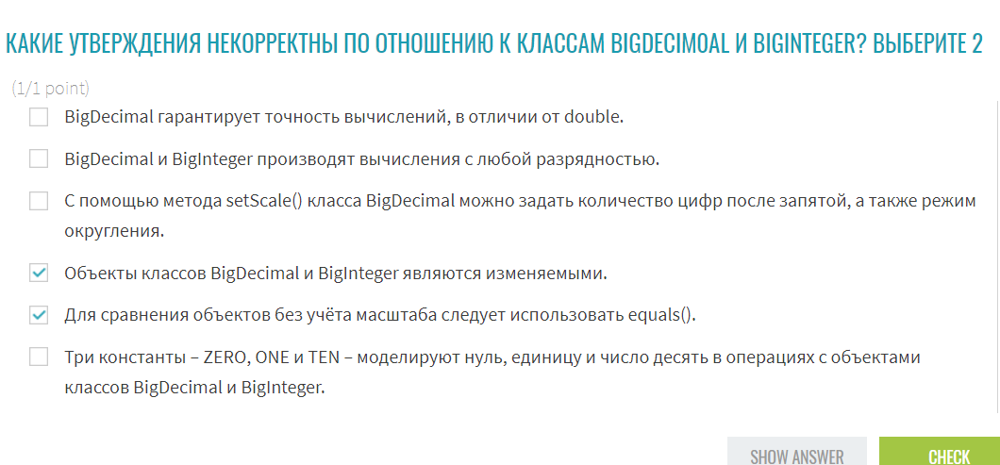 КАКИЕ УТВЕРЖДЕНИЯ НЕКОРРЕКТНЫ ПО ОТНОШЕНИЮ К КЛАССАМ BIGDECIMOAL И BIGINTEGER? ВЫБЕРИТЕ 2
(1/1 point)
BigDecimal гарантирует точность вычислений, в отличии от double.
BigDecimal и BigInteger производят вычисления с любой разрядностью.
С помощью метода setScale() класса BigDecimal можно задать количество цифр после запятой, а также режим
округления.
Объекты классов BigDecimal и BigInteger являются изменяемыми.
Для сравнения объектов без учёта масштаба следует использовать equals().
Три константы – ZERO, ONE и TEN – моделируют нуль, единицу и число десять в операциях с объектами
классов BigDecimal и BigInteger.
SHOW ANSWER CHECK